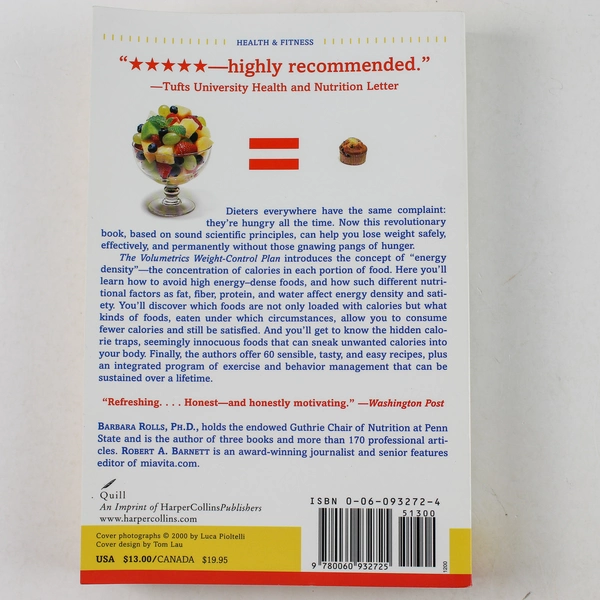 HEALTH & FITNESS
“★★★★★—highly recommended.”
—Tufts University Health and Nutrition Letter
Dieters everywhere have the same complaint:
they're hungry all the time. Now this revolutionary
book, based on sound scientific principles, can help you lose weight safely,
effectively, and permanently without those gnawing pangs of hunger.
The Volumetrics Weight-Control Plan introduces the concept of “energy
density”—the concentration of calories in each portion of food. Here you'll
learn how to avoid high energy–dense foods, and how such different nutri-
tional factors as fat, fiber, protein, and water affect energy density and sati-
ety. You'll discover which foods are not only loaded with calories but what
kinds of foods, eaten under which circumstances, allow you to consume
fewer calories and still be satisfied. And you'll get to know the hidden calo-
rie traps, seemingly innocuous foods that can sneak unwanted calories into
your body. Finally, the authors offer 60 sensible, tasty, and easy recipes, plus
an integrated program of exercise and behavior management that can be
sustained over a lifetime.
“Refreshing. . . . Honest—and honestly motivating.” —Washington Post
BARBARA ROLLS, PH.D., holds the endowed Guthrie Chair of Nutrition at Penn
State and is the author of three books and more than 170 professional arti-
cles. ROBERT A. BARNETT is an award-winning journalist and senior features
editor of miavita.com.
Quill
An Imprint of HarperCollinsPublishers
www.harpercollins.com
Cover photographs © 2000 by Luca Pioltelli
Cover design by Tom Lau
USA $13.00/CANADA $19.95
ISBN 0-06-093272-4
51300
9 780060 932725
1200